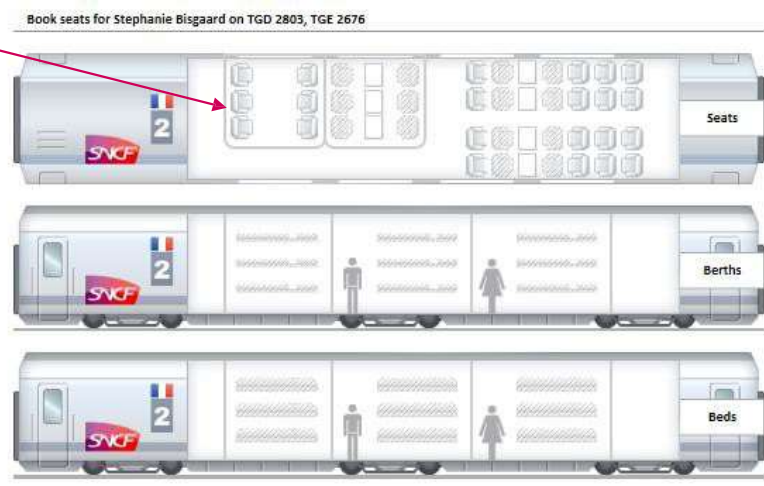 Book seats for Stephanie Bisgaard on TGD 2803, TGE 2676
2
SNCF
Seats
2
SNCF
Berths
2
SNCF
Beds